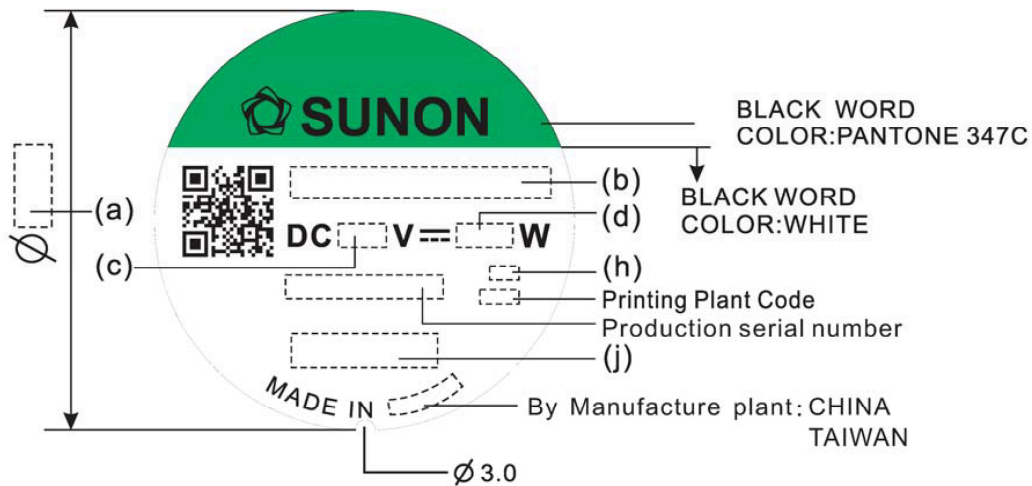 SUNON
BLACK WORD
COLOR:PANTONE 347C
BLACK WORD
COLOR:WHITE
(a)
Ø
(b)
(d)
DC V⎓ W
(c)
(h)
Printing Plant Code
Production serial number
(j)
MADE IN
By Manufacture plant: CHINA
TAIWAN
Ø 3.0